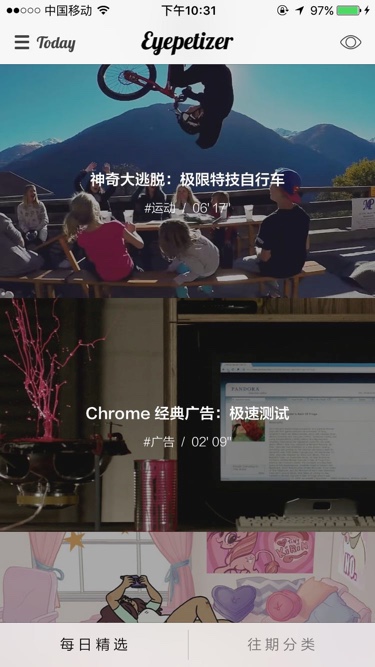 中国移动 下午10:31 97%
Today Eyepetizer
神奇大逃脱：极限特技自行车
#运动 / 06' 17"
PANDORA
Chrome 经典广告：极速测试
#广告 / 02' 09"
NO.
每日精选 往期分类